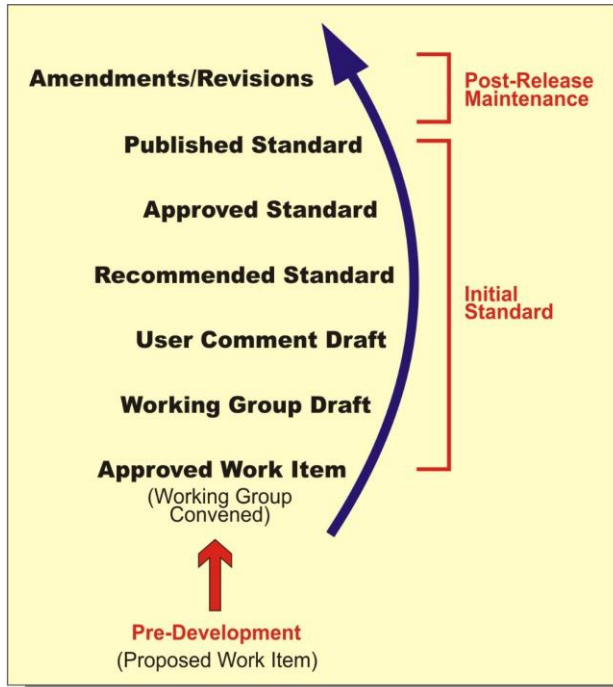 Amendments/Revisions
Post-Release
Maintenance
Published Standard
Approved Standard
Recommended Standard
Initial
Standard
User Comment Draft
Working Group Draft
Approved Work Item
(Working Group
Convened)
Pre-Development
(Proposed Work Item)